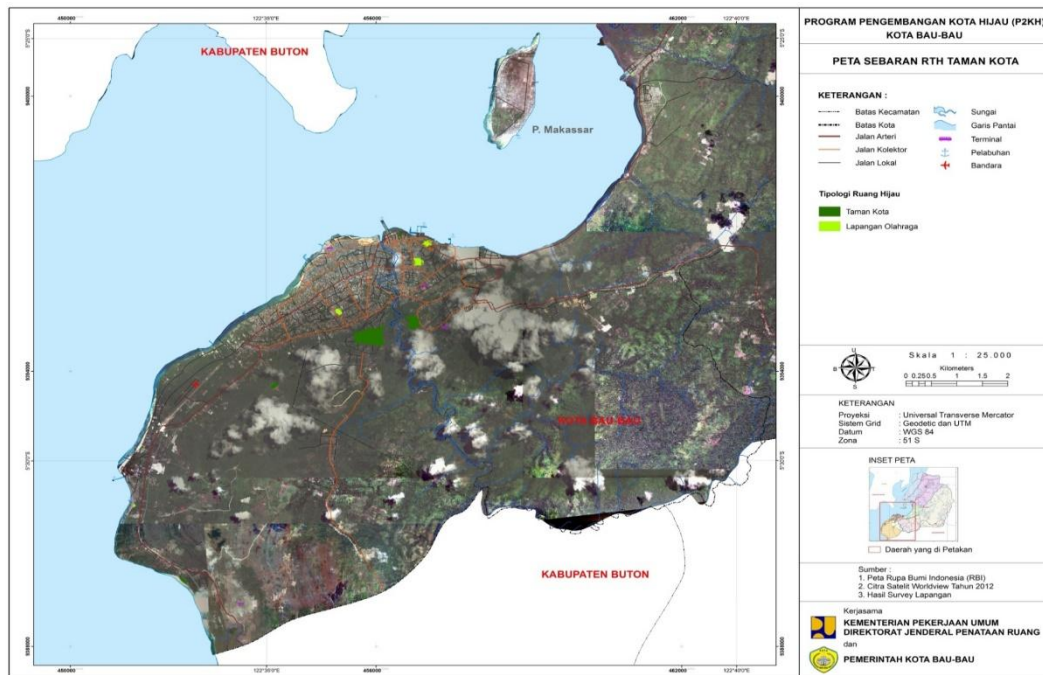 PROGRAM PENGEMBANGAN KOTA HIJAU (P2KH)
KOTA BAU-BAU
PETA SEBARAN RTH TAMAN KOTA
KETERANGAN :
Batas Kecamatan
Batas Kota
Jalan Arteri
Jalan Kolektor
Jalan Lokal
Sungai
Garis Pantai
Terminal
Pelabuhan
Bandara
Tipologi Ruang Hijau
Taman Kota
Lapangan Olahraga
U
B
T
S
Skala 1 : 25.000
Kilometers
0 0.25 0.5 1 1.5 2
KETERANGAN
Proyeksi : Universal Transverse Mercator
Sistem Grid : Geodetic dan UTM
Datum : WGS 84
Zona : 51 S
INSET PETA
Daerah yang di Petakan
Sumber :
1. Peta Rupa Bumi Indonesia (RBI)
2. Citra Satelit Worldview Tahun 2012
3. Hasil Survey Lapangan
Kerjasama
KEMENTERIAN PEKERJAAN UMUM
DIREKTORAT JENDERAL PENATAAN RUANG
dan
PEMERINTAH KOTA BAU-BAU
KABUPATEN BUTON
P. Makassar
KOTA BAU-BAU
KABUPATEN BUTON